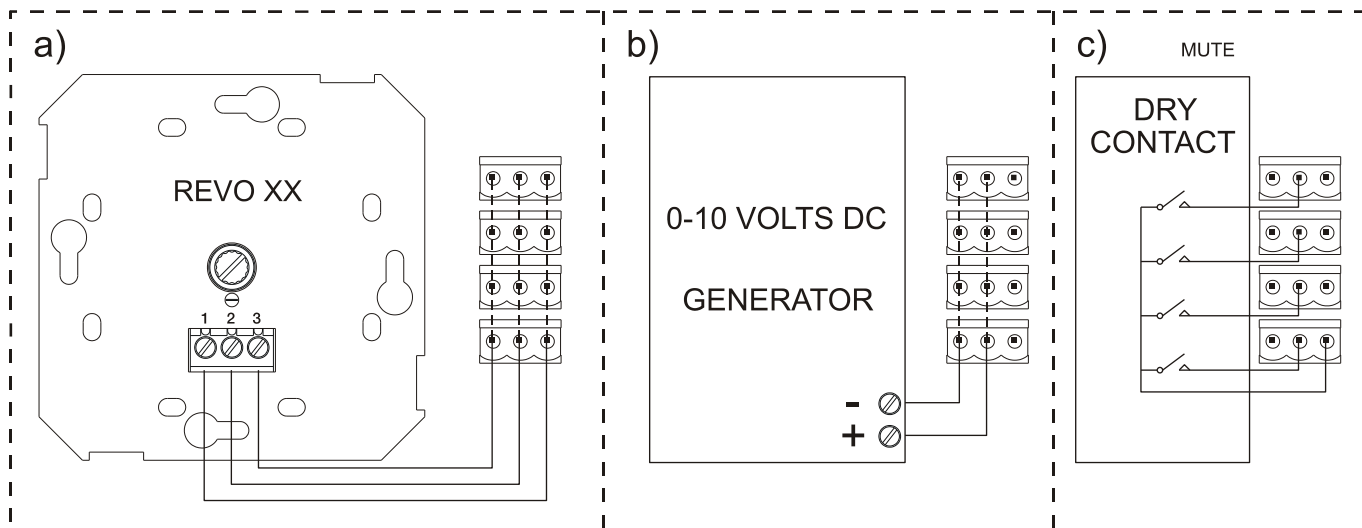 a)
REVO XX
1 2 3
b)
0-10 VOLTS DC
GENERATOR
-
+
c)
MUTE
DRY
CONTACT